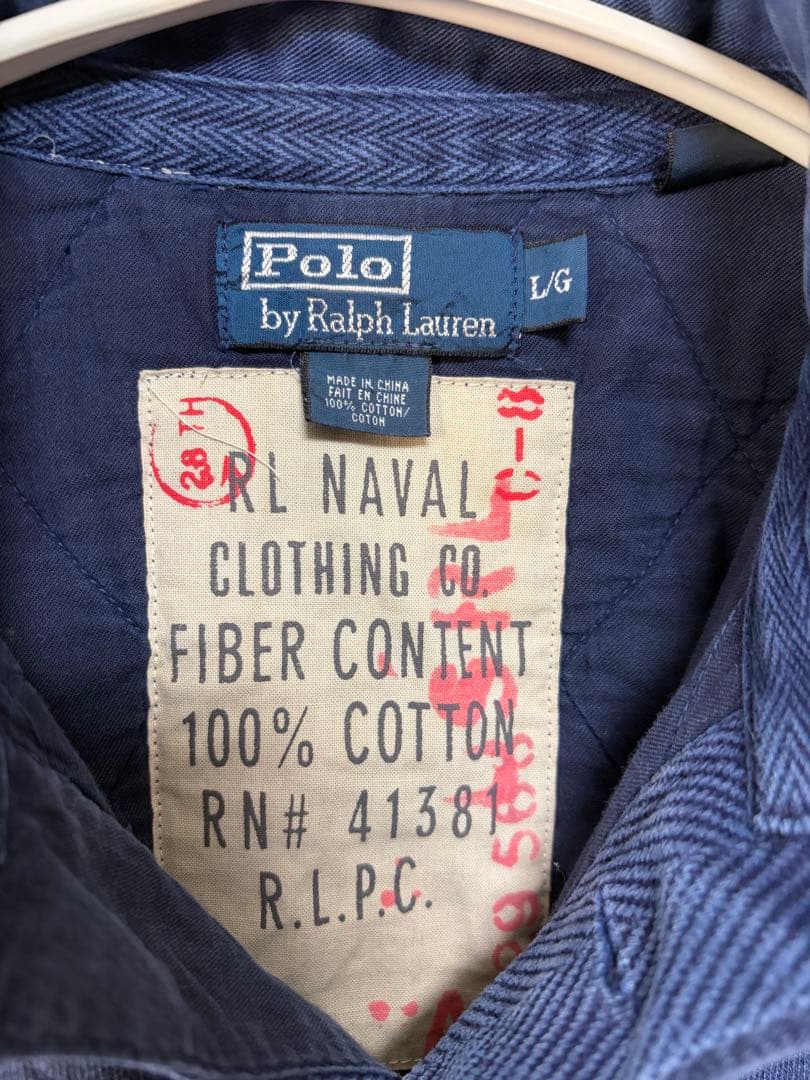 Polo
by Ralph Lauren
L/G
MADE IN CHINA
FAIT EN CHINE
100% COTTON/
COTON
28 TH
C-8
RL NAVAL
CLOTHING CO.
FIBER CONTENT
100% COTTON
RN# 41381
R.L.P.C.